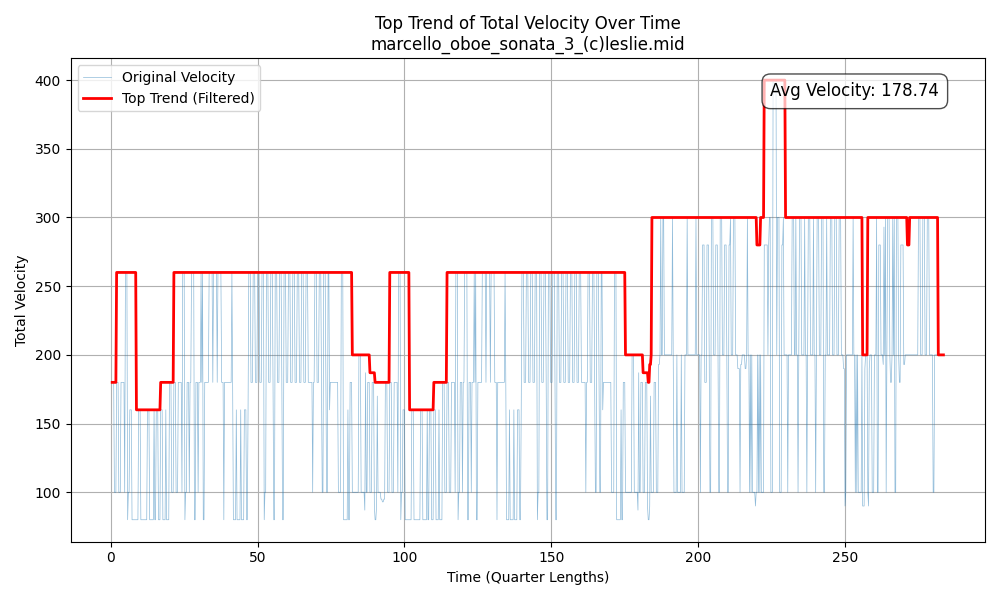 Top Trend of Total Velocity Over Time
marcello_oboe_sonata_3_(c)leslie.mid
Original Velocity
Top Trend (Filtered)
Avg Velocity: 178.74
Total Velocity
400
350
300
250
200
150
100
0 50 100 150 200 250
Time (Quarter Lengths)